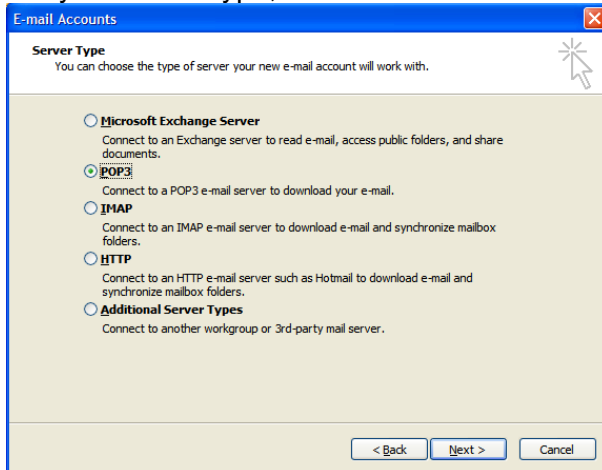 E-mail Accounts
Server Type
You can choose the type of server your new e-mail account will work with.
Microsoft Exchange Server
Connect to an Exchange server to read e-mail, access public folders, and share
documents.
POP3
Connect to a POP3 e-mail server to download your e-mail.
IMAP
Connect to an IMAP e-mail server to download e-mail and synchronize mailbox
folders.
HTTP
Connect to an HTTP e-mail server such as Hotmail to download e-mail and
synchronize mailbox folders.
Additional Server Types
Connect to another workgroup or 3rd-party mail server.
< Back Next > Cancel